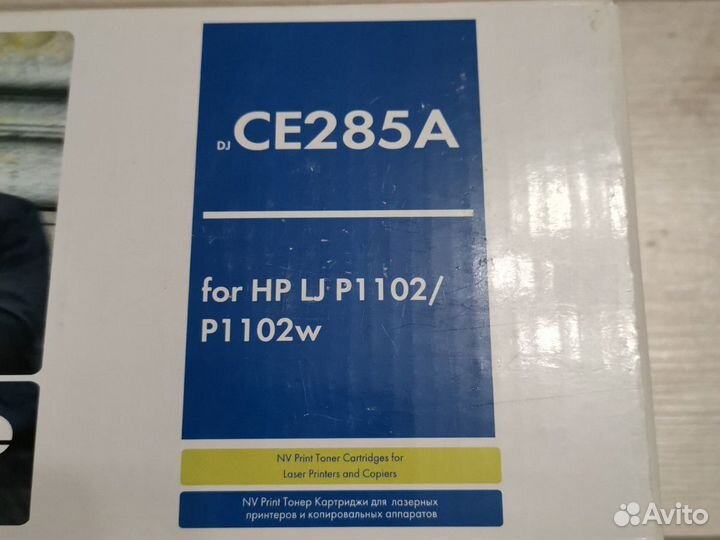 DJ CE285A
for HP LJ P1102/
P1102w
NV Print Toner Cartridges for
Laser Printers and Copiers
NV Print Тонер Картриджи для лазерных
принтеров и копировальных аппаратов
Avito